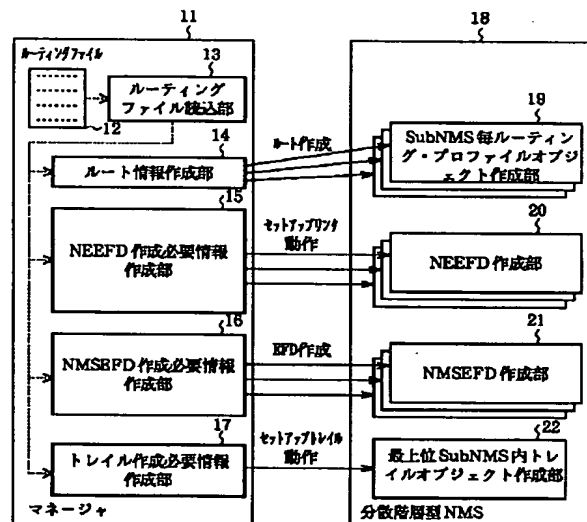 11
18
ルーティングファイル
13
ルーティング
ファイル読込部
12
14
ルート情報作成部
ルート作成
19
SubNMS毎ルーティ
ング・プロファイルオブジ
ェクト作成部
15
NEEFD作成必要情報
作成部
セットアップリンク
動作
20
NEEFD作成部
16
NMSEFD作成必要情報
作成部
EFD作成
21
NMSEFD作成部
17
トレイル作成必要情報
作成部
セットアップトレイル
動作
22
最上位SubNMS内トレイ
ルオブジェクト作成部
マネージャ
分散階層型NMS